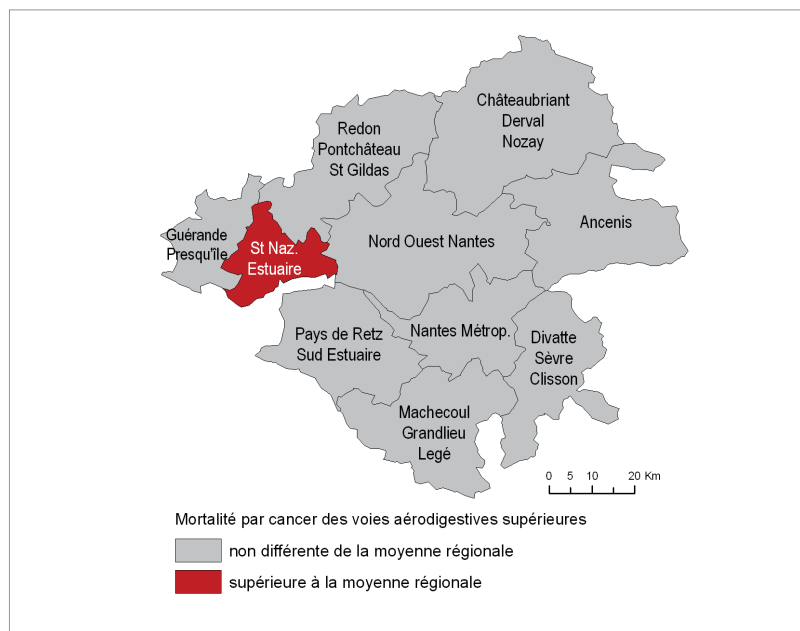 Châteaubriant
Derval
Nozay
Redon
Pontchâteau
St Gildas
Ancenis
Guérande
Presqu'île
St Naz.
Estuaire
Nord Ouest Nantes
Pays de Retz
Sud Estuaire
Nantes Métrop.
Divatte
Sèvre
Clisson
Machecoul
Grandlieu
Legé
0 5 10 20 Km
Mortalité par cancer des voies aérodigestives supérieures
non différente de la moyenne régionale
supérieure à la moyenne régionale